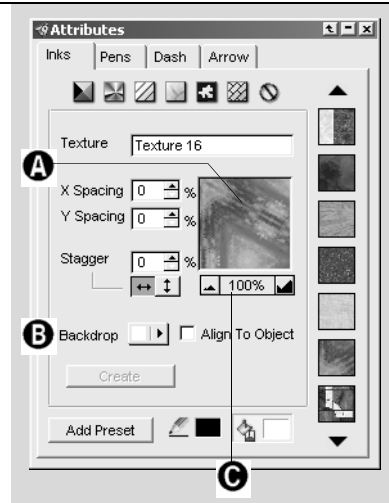 Attributes
Inks Pens Dash Arrow
Texture Texture 16
A
X Spacing 0 %
Y Spacing 0 %
Stagger 0 %
100%
B Backdrop Align To Object
Create
Add Preset
C